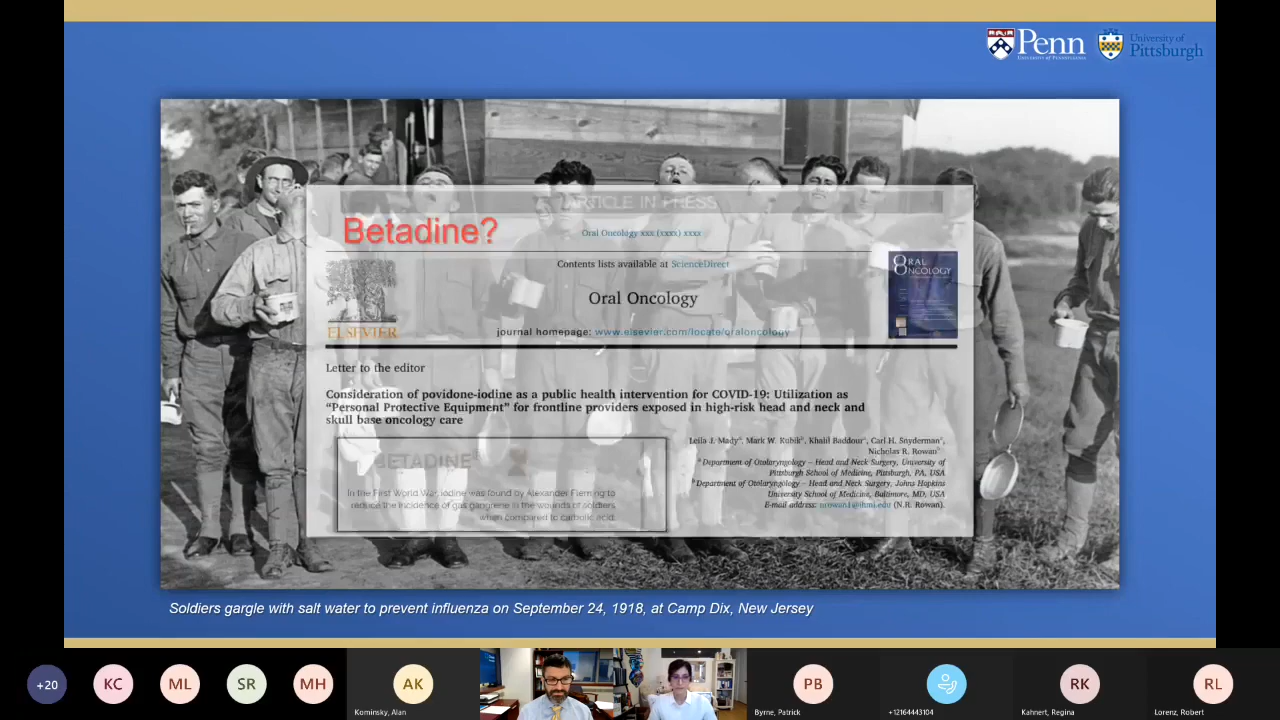 Penn
UNIVERSITY OF PENNSYLVANIA
University of
Pittsburgh
ARTICLE IN PRESS
Betadine?
Oral Oncology xxx (xxxx) xxxx
Contents lists available at ScienceDirect
Oral Oncology
journal homepage: www.elsevier.com/locate/oraloncology
ELSEVIER
ORAL
ONCOLOGY
Letter to the editor
Consideration of povidone-iodine as a public health intervention for COVID-19: Utilization as
“Personal Protective Equipment” for frontline providers exposed in high-risk head and neck and
skull base oncology care
BETADINE
In the First World War, iodine was found by Alexander Fleming to
reduce the incidence of gas gangrene in the wounds of soldiers
when compared to carbolic acid.
Leila J. Madyᵃ, Mark W. Kubikᵇ, Khalil Baddourᵃ, Carl H. Snydermanᵃ,
Nicholas R. Rowanᵇ
ᵃ Department of Otolaryngology – Head and Neck Surgery, University of
Pittsburgh School of Medicine, Pittsburgh, PA, USA
ᵇ Department of Otolaryngology – Head and Neck Surgery, Johns Hopkins
University School of Medicine, Baltimore, MD, USA
E-mail address: nrowan1@jhmi.edu (N.R. Rowan).
Soldiers gargle with salt water to prevent influenza on September 24, 1918, at Camp Dix, New Jersey
+20
KC
ML
SR
MH
AK
PB
RK
RL
Kominsky, Alan
Byrne, Patrick
+12164443104
Kahnert, Regina
Lorenz, Robert